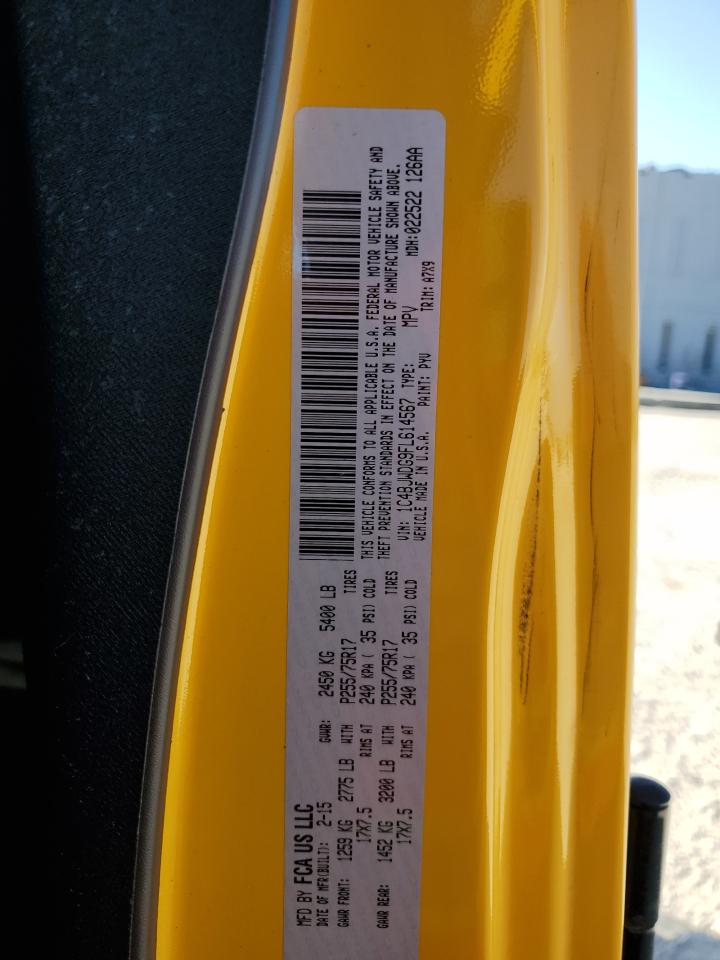 MFD BY FCA US LLC
DATE OF MFR(BUILT): 2-15 GVWR: 2450 KG 5400 LB
GAWR FRONT: 1259 KG 2775 LB WITH P255/75R17 TIRES
17X7.5 RIMS AT 240 KPA ( 35 PSI) COLD
GAWR REAR: 1452 KG 3200 LB WITH P255/75R17 TIRES
17X7.5 RIMS AT 240 KPA ( 35 PSI) COLD
THIS VEHICLE CONFORMS TO ALL APPLICABLE U.S.A. FEDERAL MOTOR VEHICLE SAFETY AND
THEFT PREVENTION STANDARDS IN EFFECT ON THE DATE OF MANUFACTURE SHOWN ABOVE.
VIN: 1C4BJWDG9FL614567 TYPE: MPV MDH:022522 126AA
VEHICLE MADE IN U.S.A. PAINT: PYV TRIM: A7X9